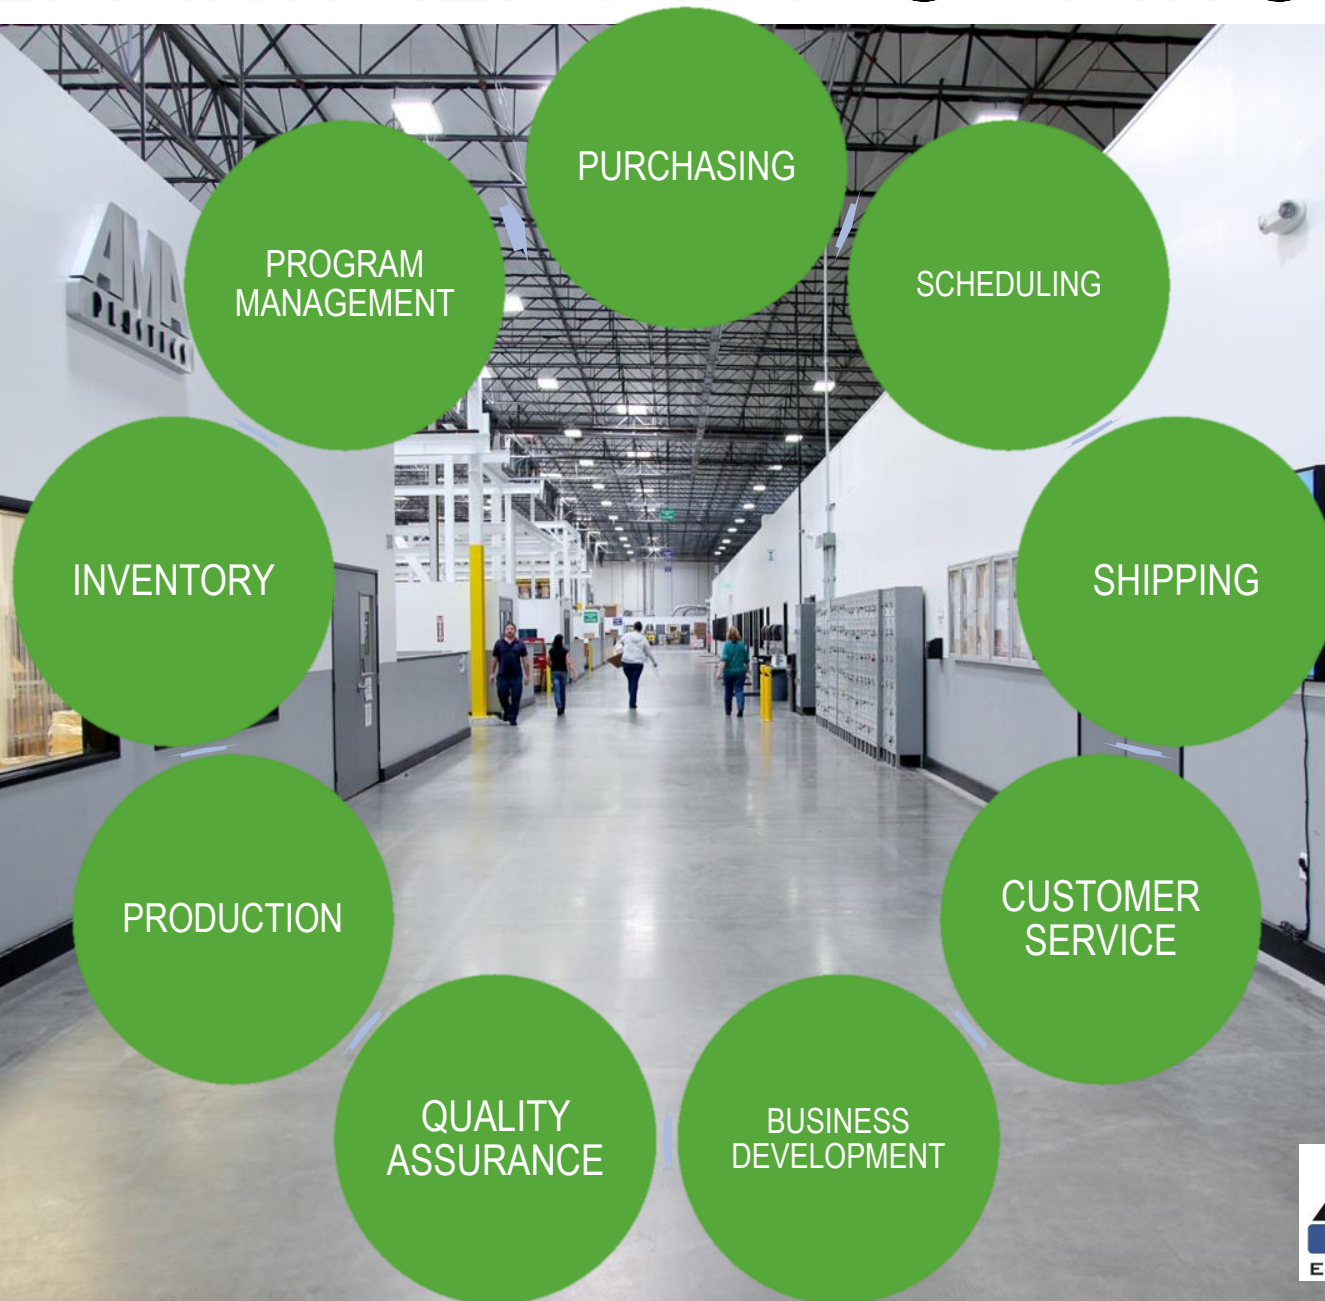 PURCHASING
PROGRAM
MANAGEMENT
SCHEDULING
AMA
PLASTICS
INVENTORY
SHIPPING
PRODUCTION
CUSTOMER
SERVICE
QUALITY
ASSURANCE
BUSINESS
DEVELOPMENT